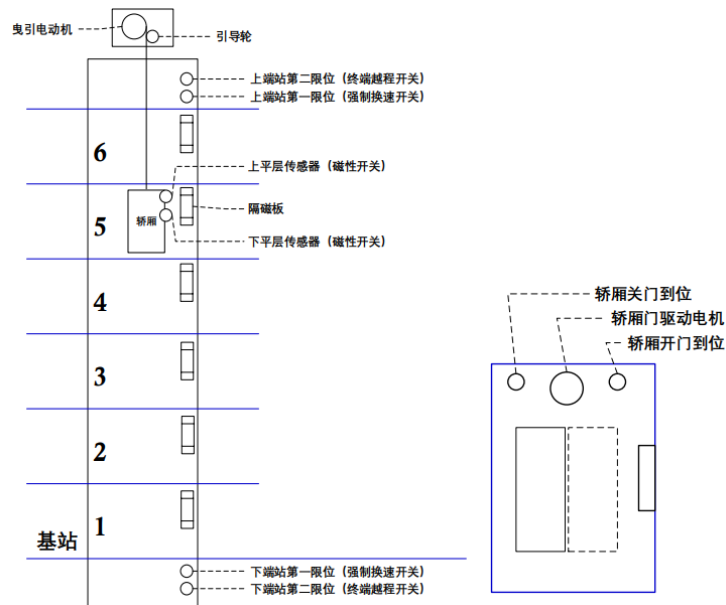 曳引电动机
引导轮
上端站第二限位（终端越程开关）
上端站第一限位（强制换速开关）
6
上平层传感器（磁性开关）
隔磁板
轿厢
5
下平层传感器（磁性开关）
4
3
2
1
基站
下端站第一限位（强制换速开关）
下端站第二限位（终端越程开关）
轿厢关门到位
轿厢门驱动电机
轿厢开门到位